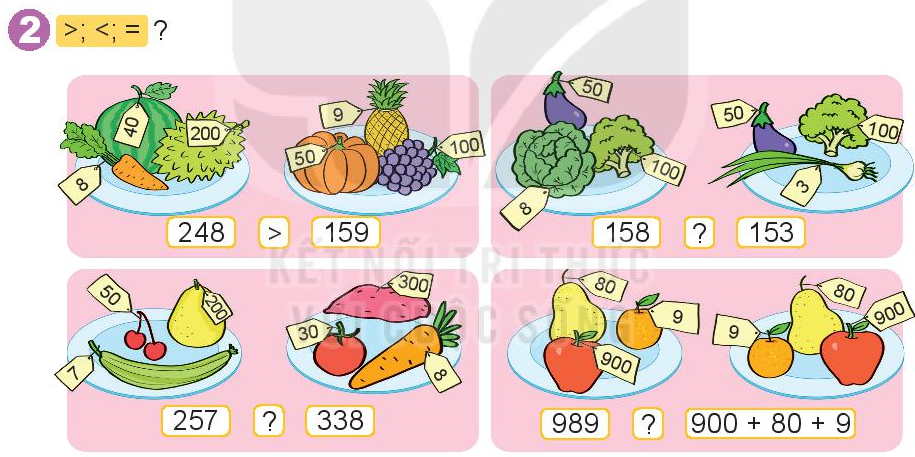 2 >; <; = ?
40 200 8
9 50 100
248 > 159
50 100 8
50 100 3
158 ? 153
KẾT NỐI TRI THỨC
VỚI CUỘC SỐNG
50 200 7
300 30 8
257 ? 338
80 9 900
9 80 900
989 ? 900 + 80 + 9